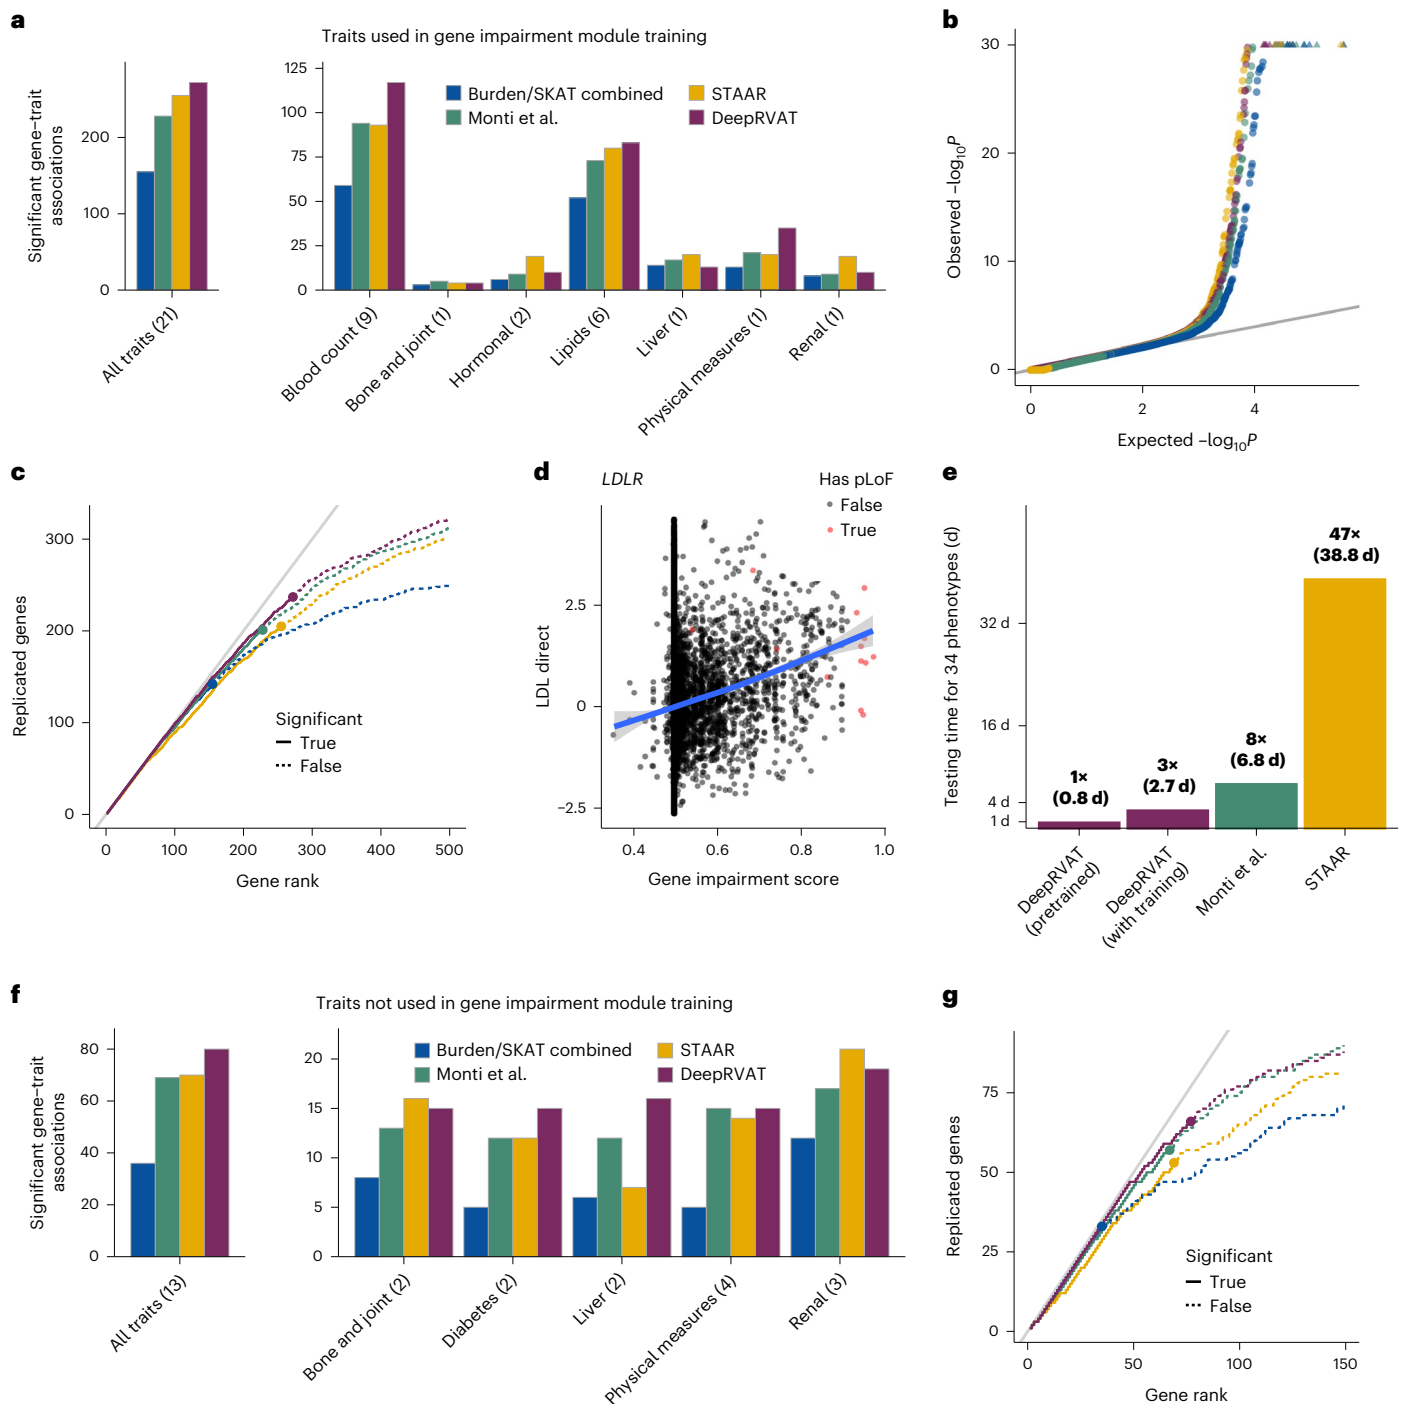 a
Traits used in gene impairment module training
Significant gene–trait
associations
200
100
0
All traits (21)
125
100
75
50
25
0
Burden/SKAT combined
Monti et al.
STAAR
DeepRVAT
Blood count (9)
Bone and joint (1)
Hormonal (2)
Lipids (6)
Liver (1)
Physical measures (1)
Renal (1)
b
Observed –log10P
30
20
10
0
0
2
4
Expected –log10P
c
Replicated genes
300
200
100
0
Significant
True
False
0
100
200
300
400
500
Gene rank
d
LDLR
Has pLoF
False
True
LDL direct
2.5
0
–2.5
0.4
0.6
0.8
1.0
Gene impairment score
e
Testing time for 34 phenotypes (d)
32 d
16 d
4 d
1 d
1×
(0.8 d)
3×
(2.7 d)
8×
(6.8 d)
47×
(38.8 d)
DeepRVAT
(pretrained)
DeepRVAT
(with training)
Monti et al.
STAAR
f
Traits not used in gene impairment module training
Significant gene–trait
associations
80
60
40
20
0
All traits (13)
20
15
10
5
0
Burden/SKAT combined
Monti et al.
STAAR
DeepRVAT
Bone and joint (2)
Diabetes (2)
Liver (2)
Physical measures (4)
Renal (3)
g
Replicated genes
75
50
25
0
Significant
True
False
0
50
100
150
Gene rank